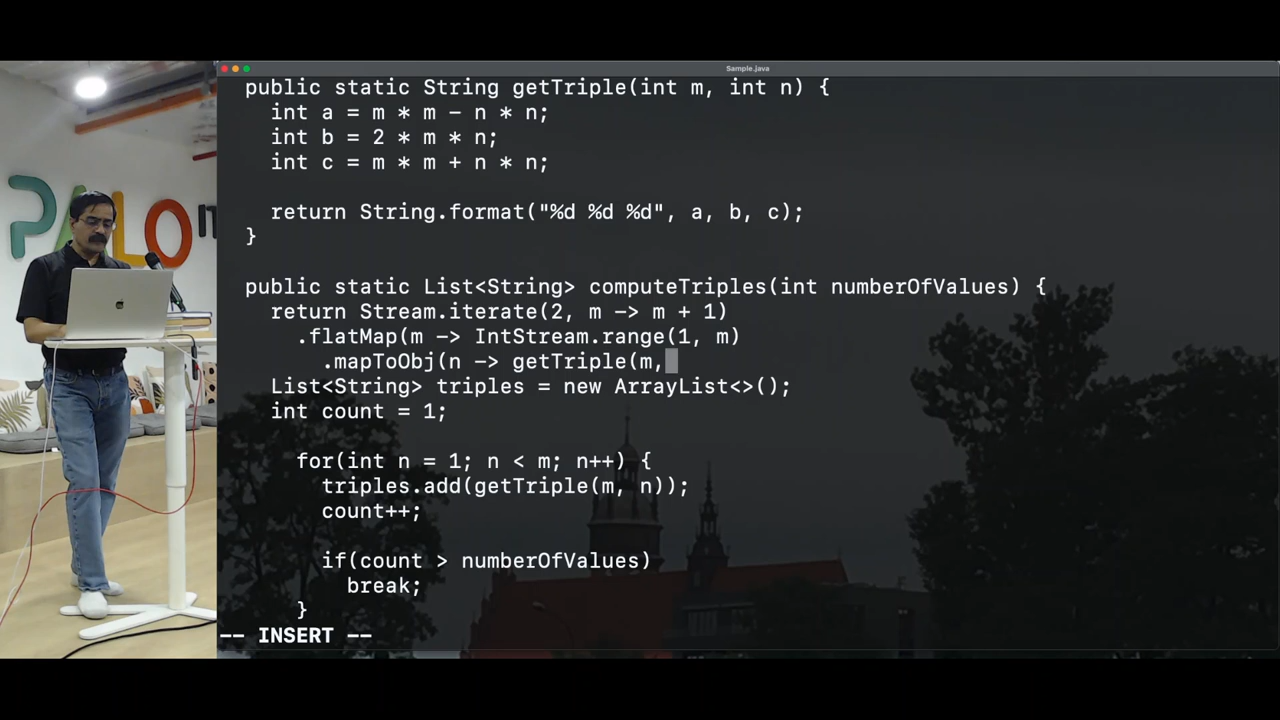 PALO IT
Sample.java
public static String getTriple(int m, int n) {
int a = m * m - n * n;
int b = 2 * m * n;
int c = m * m + n * n;
return String.format("%d %d %d", a, b, c);
}
public static List<String> computeTriples(int numberOfValues) {
return Stream.iterate(2, m -> m + 1)
.flatMap(m -> IntStream.range(1, m)
.mapToObj(n -> getTriple(m,
List<String> triples = new ArrayList<>();
int count = 1;
for(int n = 1; n < m; n++) {
triples.add(getTriple(m, n));
count++;
if(count > numberOfValues)
break;
}
-- INSERT --